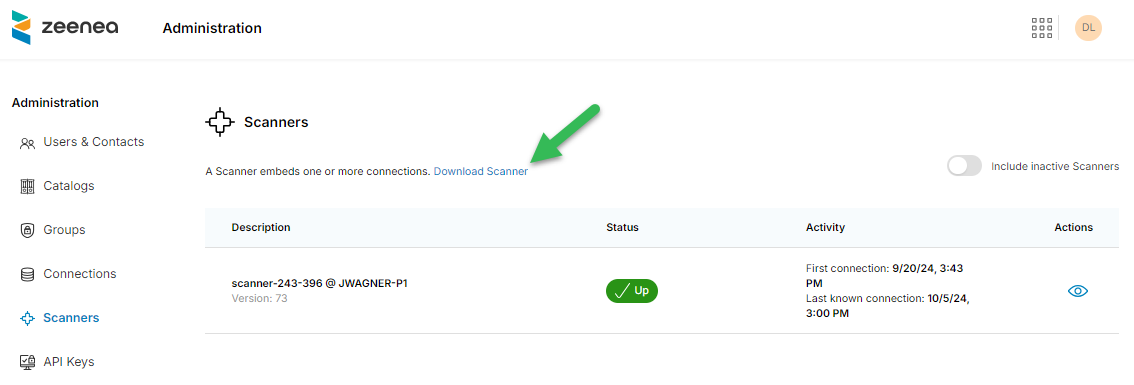 zeenea
Administration
DL
Administration
Users & Contacts
Catalogs
Groups
Connections
Scanners
API Keys
Scanners
A Scanner embeds one or more connections. Download Scanner
Include inactive Scanners
Description Status Activity Actions
scanner-243-396 @ JWAGNER-P1
Version: 73
Up
First connection: 9/20/24, 3:43
PM
Last known connection: 10/5/24,
3:00 PM